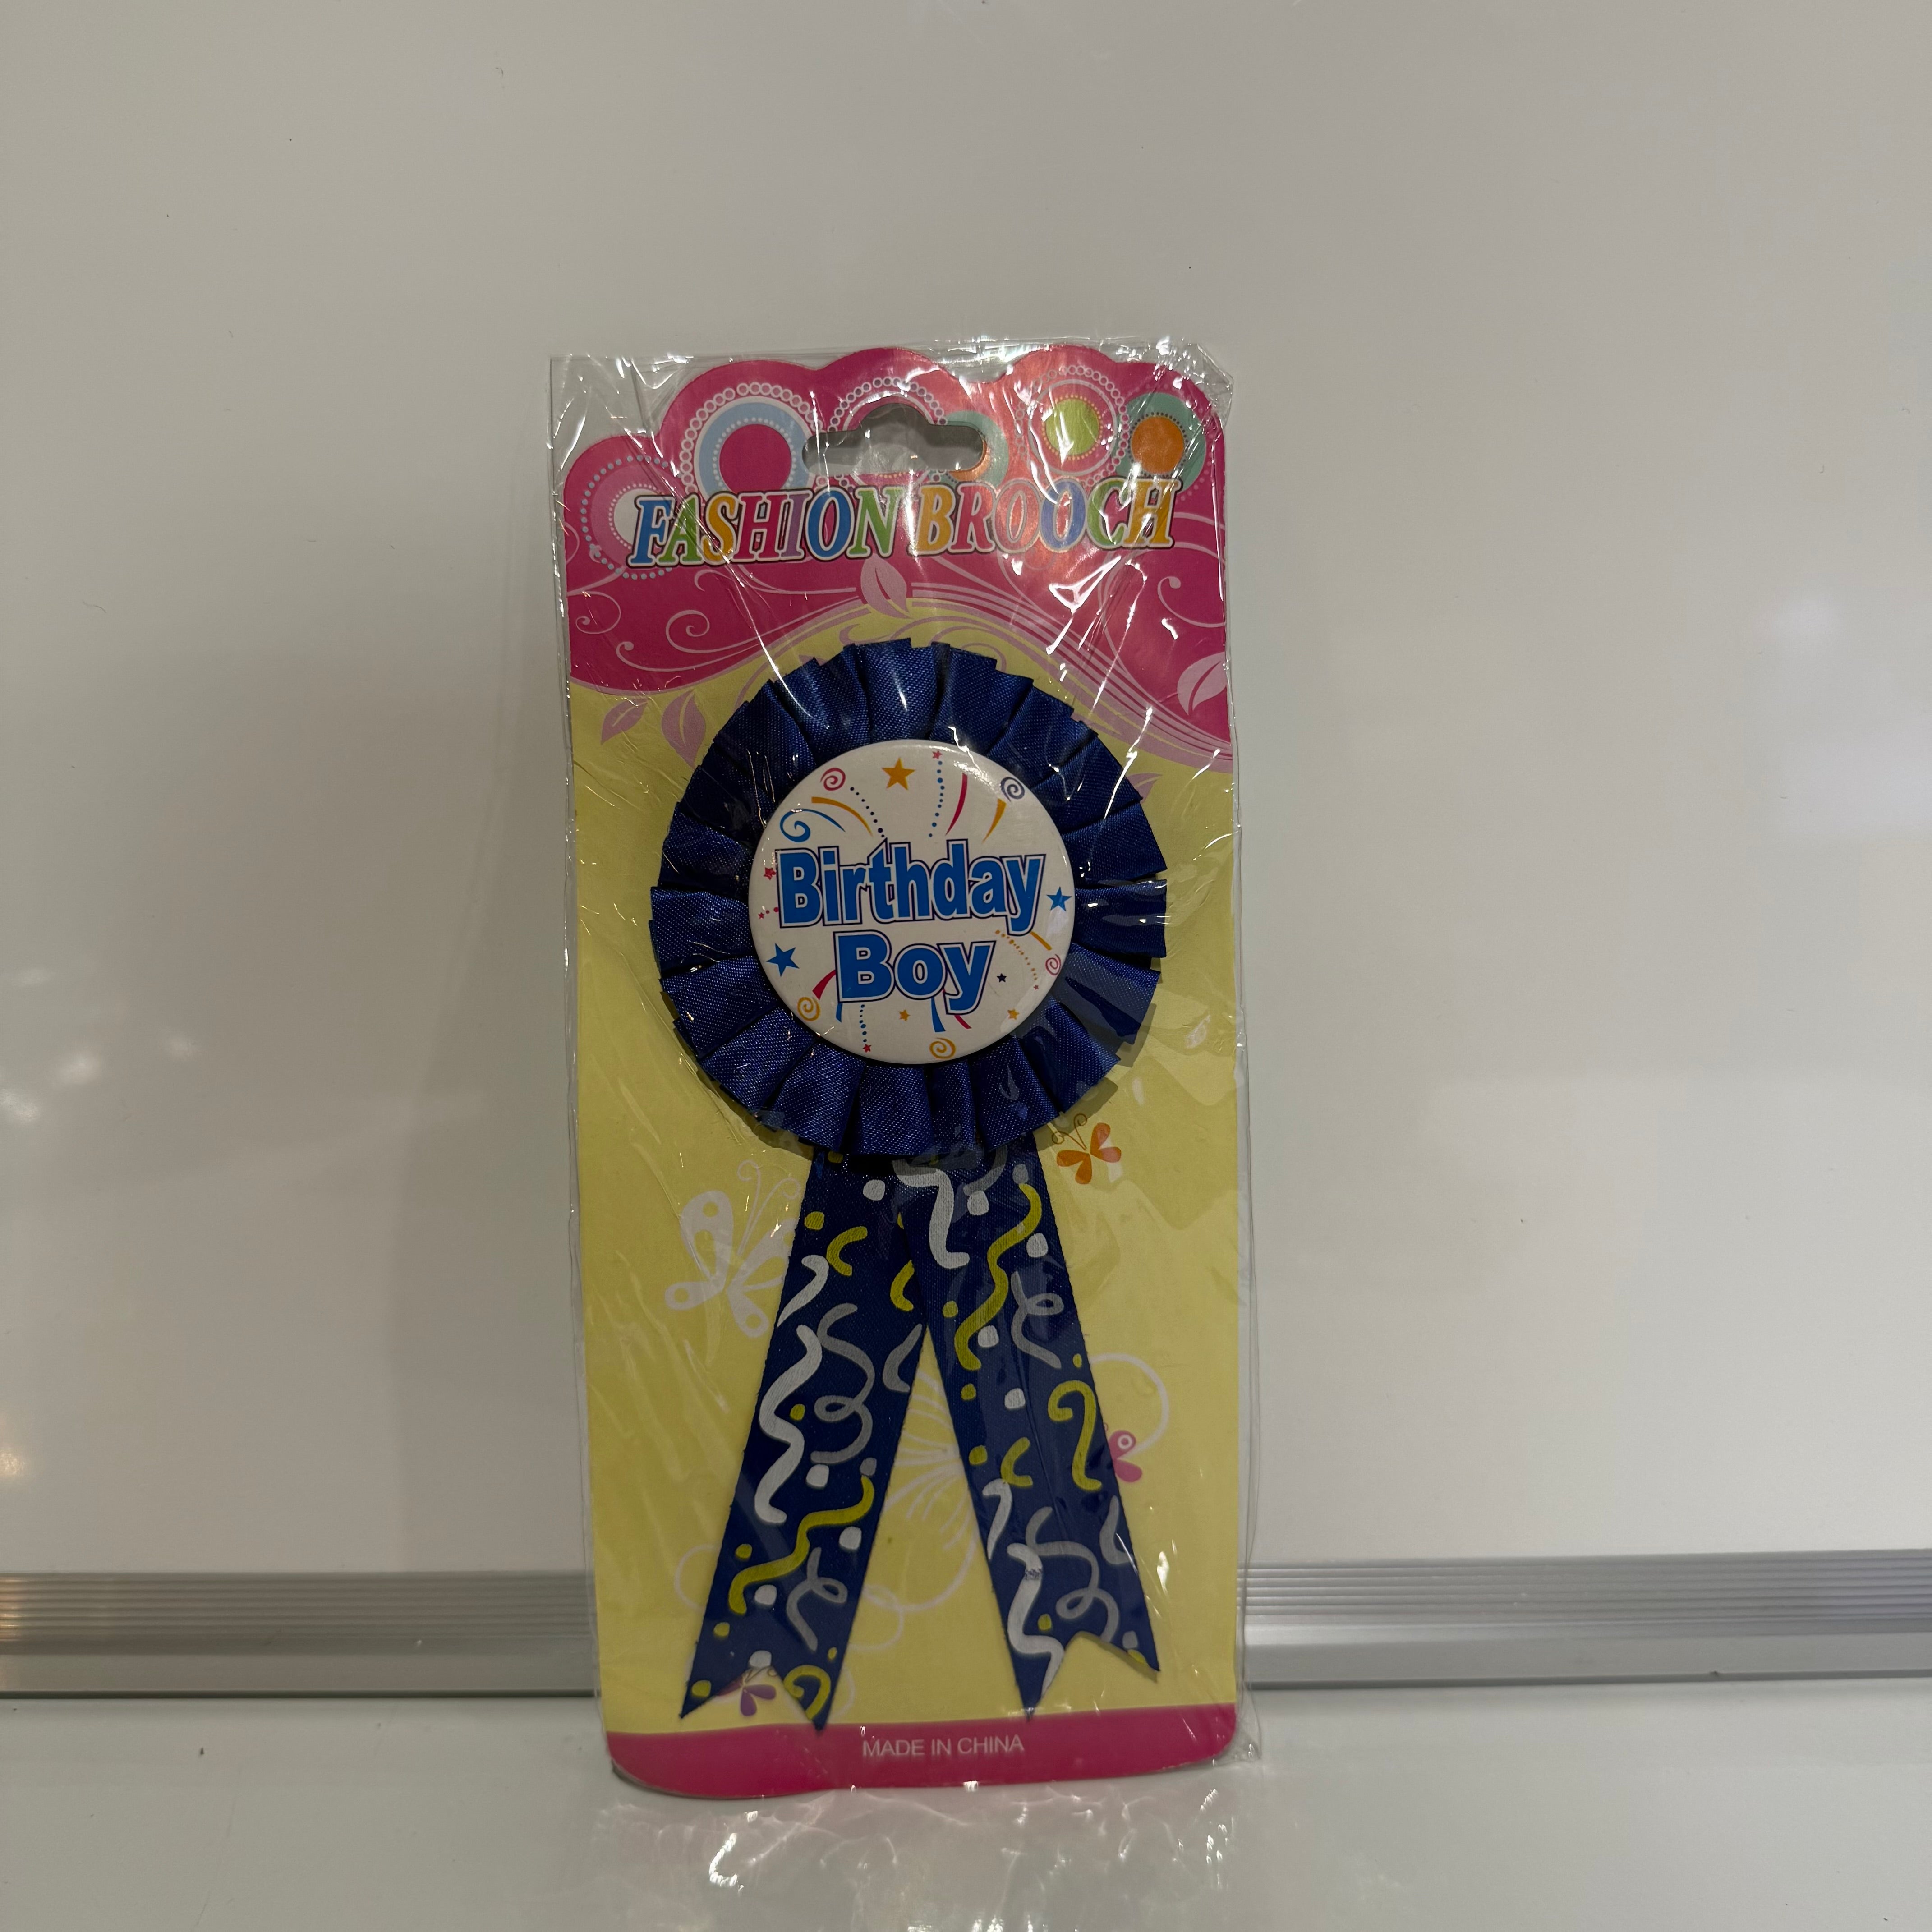 FASHION BROOCH
Birthday
Boy
MADE IN CHINA